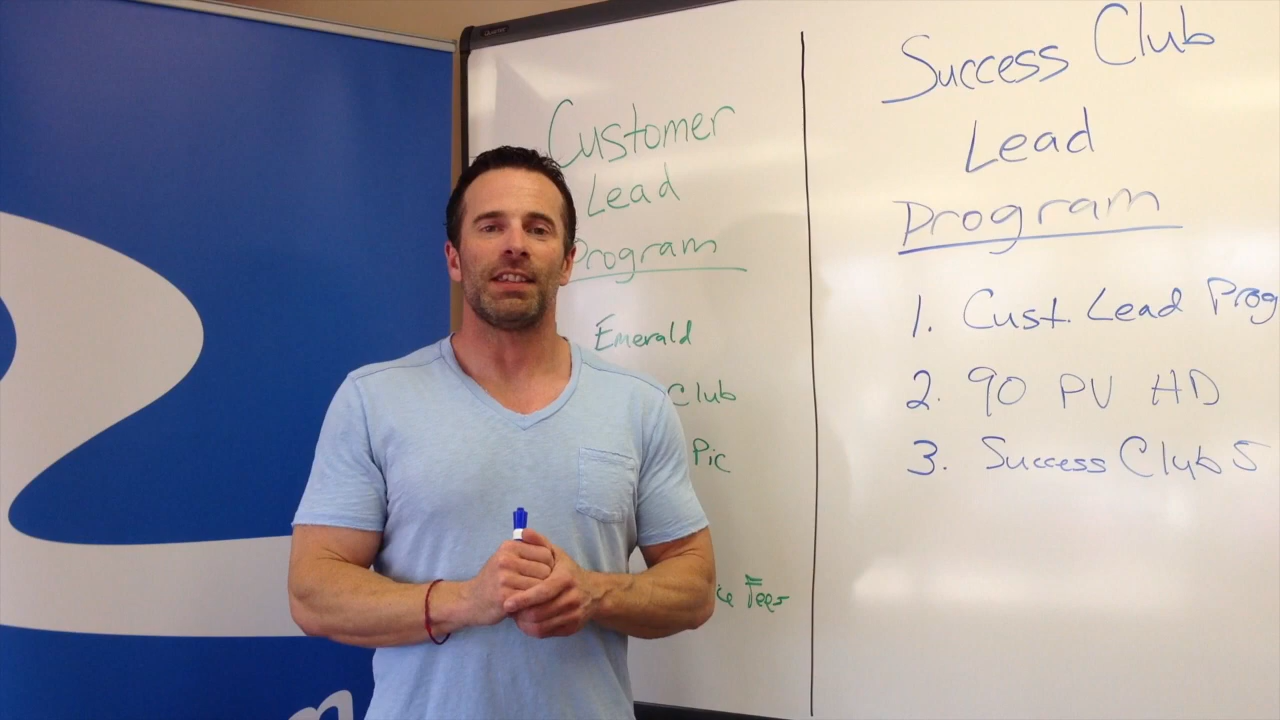 Customer
Lead
Program
Emerald
Club
Pic
Fees
Success Club
Lead
Program
1. Cust. Lead Prog
2. 90 PV HD
3. Success Club 5